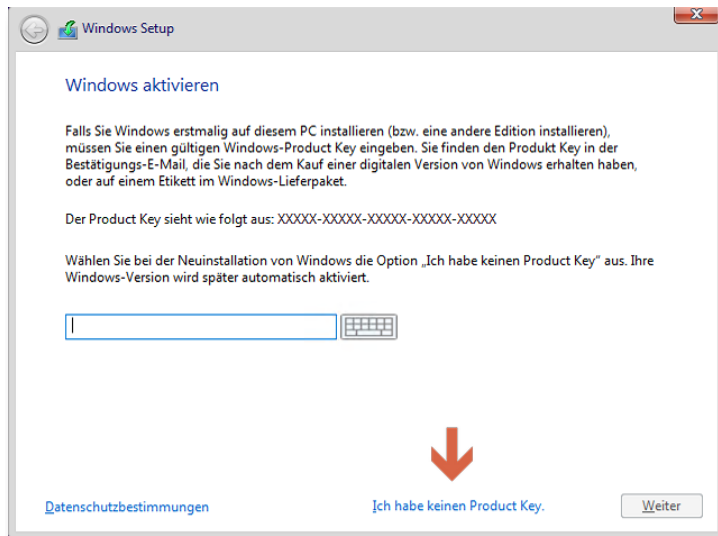 Windows Setup
Windows aktivieren
Falls Sie Windows erstmalig auf diesem PC installieren (bzw. eine andere Edition installieren),
müssen Sie einen gültigen Windows-Product Key eingeben. Sie finden den Produkt Key in der
Bestätigungs-E-Mail, die Sie nach dem Kauf einer digitalen Version von Windows erhalten haben,
oder auf einem Etikett im Windows-Lieferpaket.
Der Product Key sieht wie folgt aus: XXXXX-XXXXX-XXXXX-XXXXX-XXXXX
Wählen Sie bei der Neuinstallation von Windows die Option „Ich habe keinen Product Key" aus. Ihre
Windows-Version wird später automatisch aktiviert.
Datenschutzbestimmungen
Ich habe keinen Product Key.
Weiter